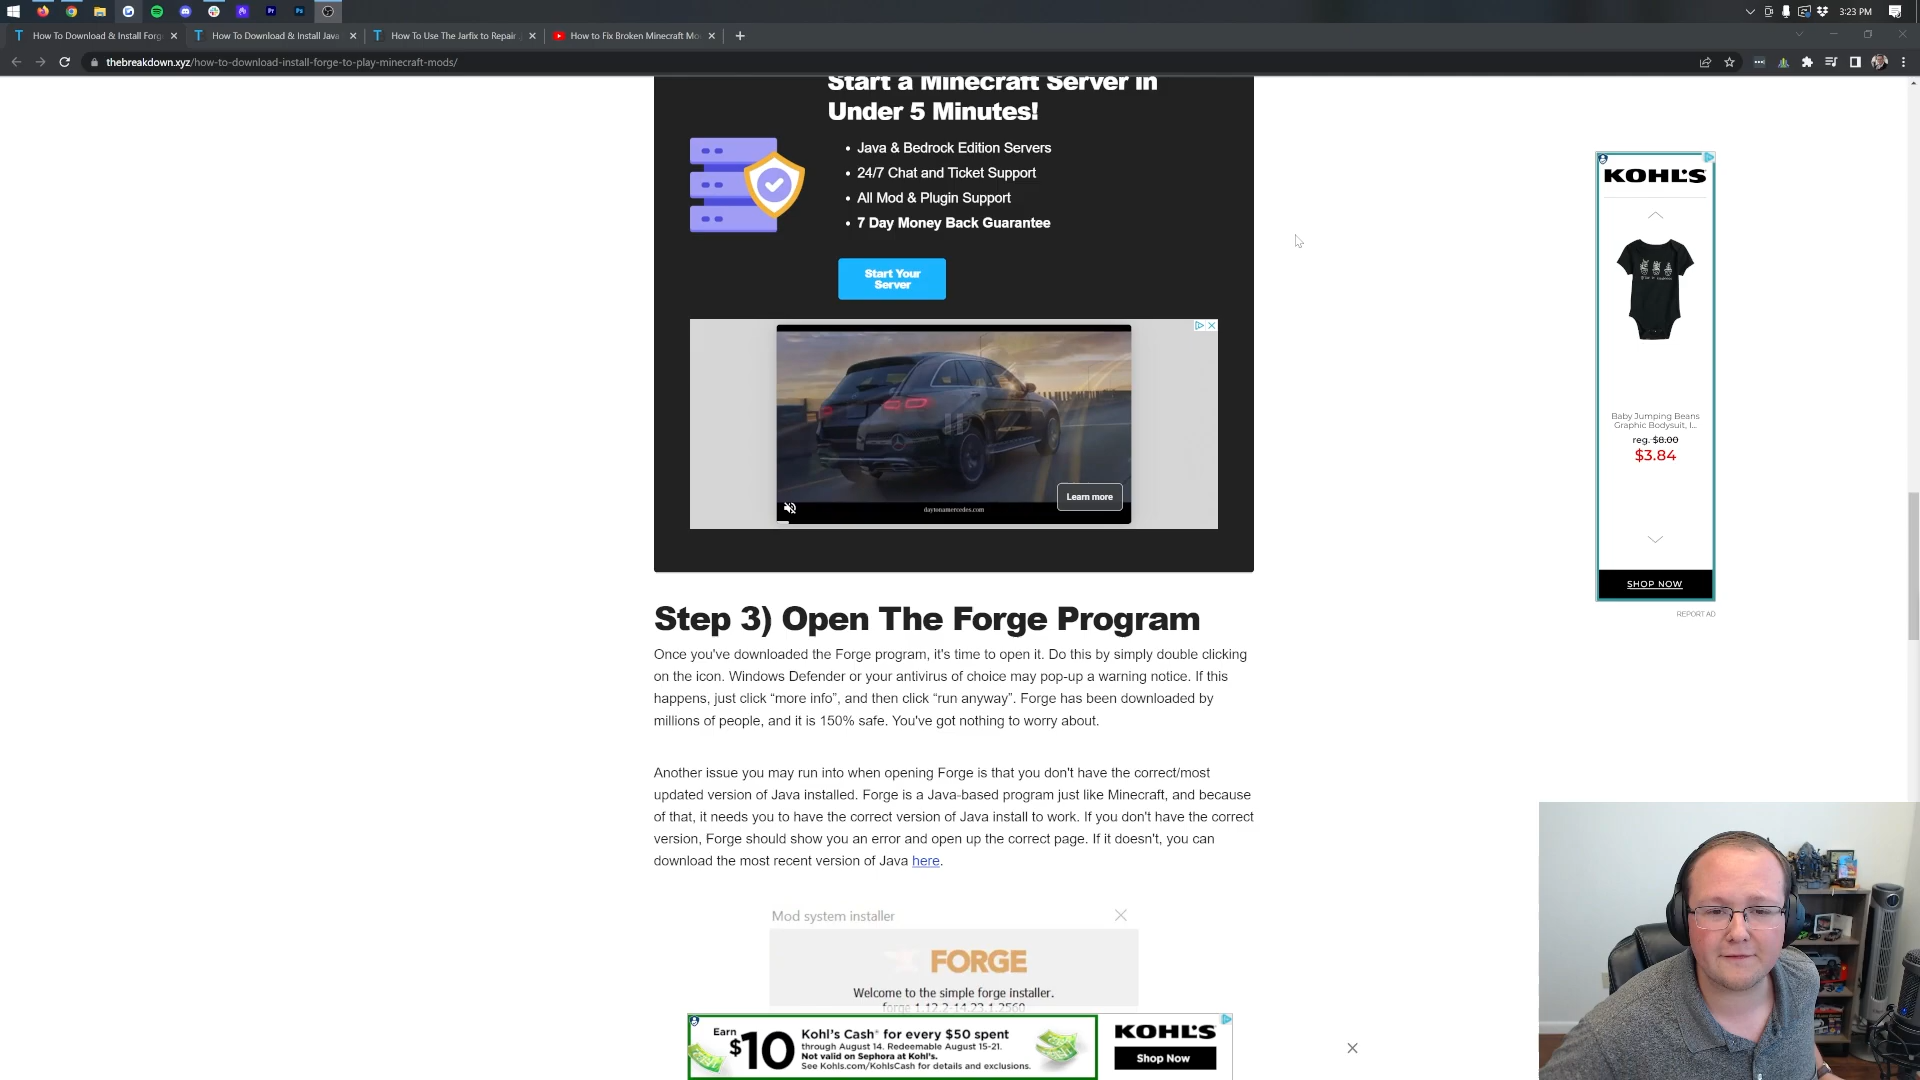 3:23 PM
How To Download & Install Forg
How To Download & Install Java
How To Use The Jarfix to Repair
How to Fix Broken Minecraft Mo
thebreakdown.xyz/how-to-download-install-forge-to-play-minecraft-mods/
Start a Minecraft Server in
Under 5 Minutes!
• Java & Bedrock Edition Servers
• 24/7 Chat and Ticket Support
• All Mod & Plugin Support
• 7 Day Money Back Guarantee
Start Your
Server
Learn more
daytonamercedes.com
KOHL'S
Baby Jumping Beans
Graphic Bodysuit, I...
reg. $8.00
$3.84
SHOP NOW
REPORT AD
Step 3) Open The Forge Program
Once you've downloaded the Forge program, it's time to open it. Do this by simply double clicking
on the icon. Windows Defender or your antivirus of choice may pop-up a warning notice. If this
happens, just click “more info”, and then click “run anyway”. Forge has been downloaded by
millions of people, and it is 150% safe. You've got nothing to worry about.
Another issue you may run into when opening Forge is that you don't have the correct/most
updated version of Java installed. Forge is a Java-based program just like Minecraft, and because
of that, it needs you to have the correct version of Java install to work. If you don't have the correct
version, Forge should show you an error and open up the correct page. If it doesn't, you can
download the most recent version of Java here.
Mod system installer
FORGE
Welcome to the simple forge installer.
forge 1.12.2-14.23.1.2560
Earn
$10
Kohl's Cash® for every $50 spent
through August 14. Redeemable August 15-21.
Not valid on Sephora at Kohl's.
See Kohls.com/KohlsCash for details and exclusions.
KOHL'S
Shop Now